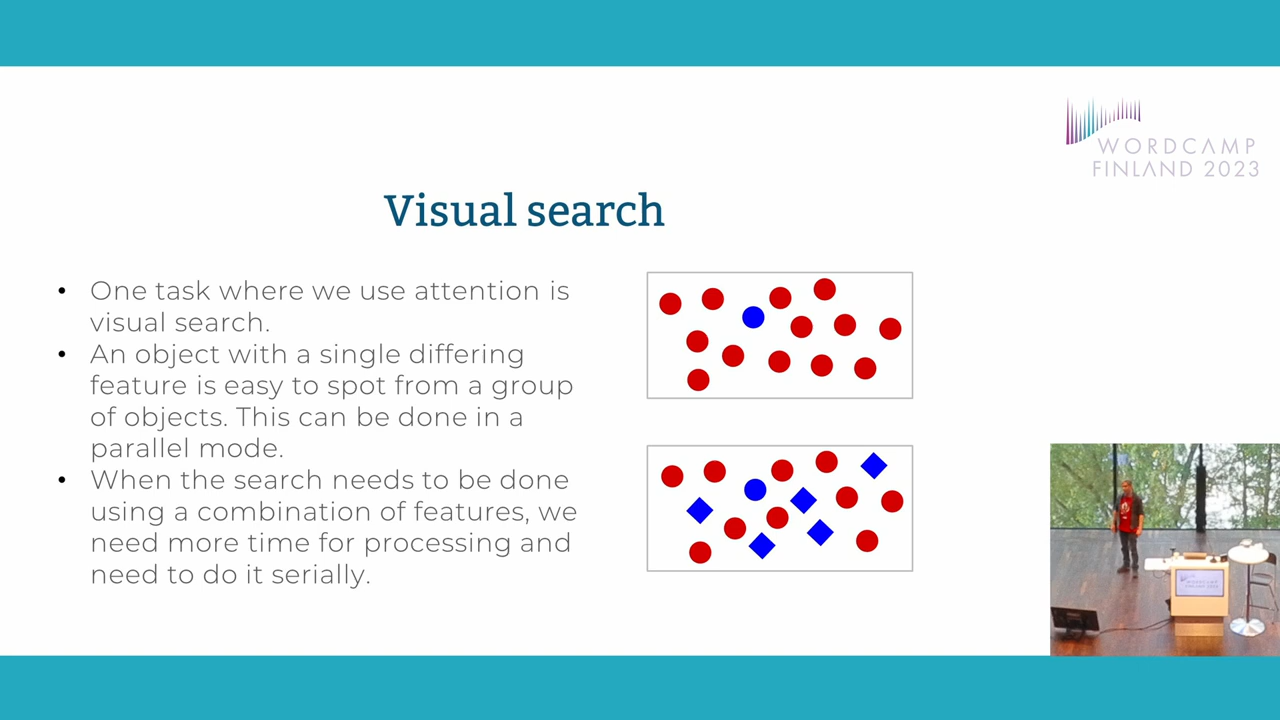 WORDCAMP
FINLAND 2023
Visual search
• One task where we use attention is
visual search.
• An object with a single differing
feature is easy to spot from a group
of objects. This can be done in a
parallel mode.
• When the search needs to be done
using a combination of features, we
need more time for processing and
need to do it serially.
WORDCAMP
FINLAND 2023